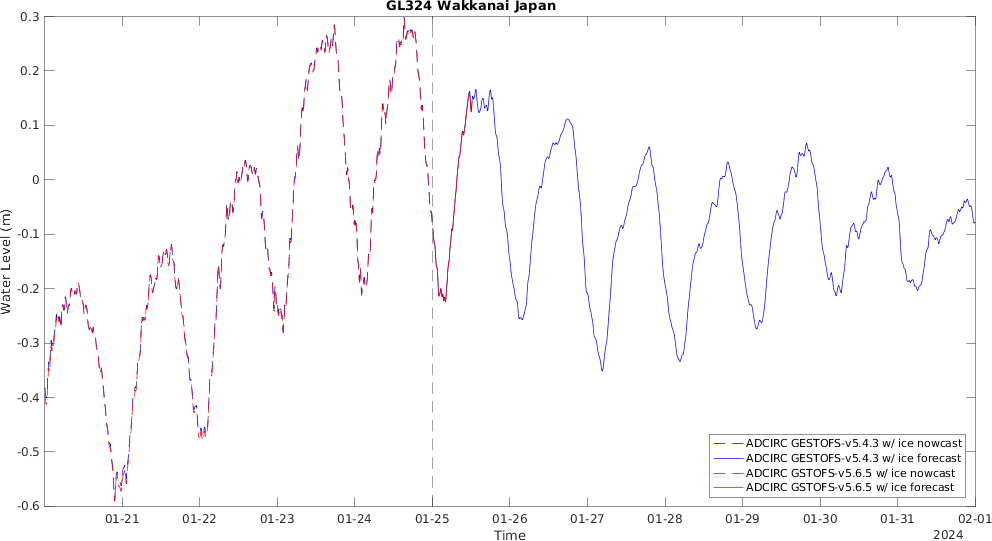 GL324 Wakkanai Japan
0.3
0.2
0.1
0
-0.1
-0.2
-0.3
-0.4
-0.5
-0.6
Water Level (m)
ADCIRC GESTOFS-v5.4.3 w/ ice nowcast
ADCIRC GESTOFS-v5.4.3 w/ ice forecast
ADCIRC GSTOFS-v5.6.5 w/ ice nowcast
ADCIRC GSTOFS-v5.6.5 w/ ice forecast
01-21 01-22 01-23 01-24 01-25 01-26 01-27 01-28 01-29 01-30 01-31 02-01
Time
2024